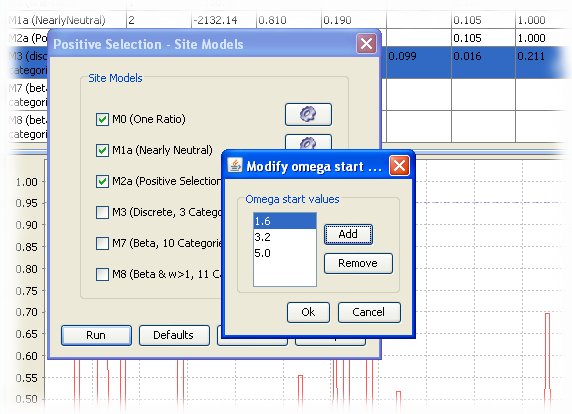 M1a (NearlyNeutral) 2 -2132.14 0.810 0.190 0.105 1.000
M2a (Pos 0.105 1.000
M3 (disc 0.099 0.016 0.211
categori
M7 (beta
categori
M8 (beta
categori
Positive Selection - Site Models
Site Models
M0 (One Ratio)
M1a (Nearly Neutral)
M2a (Positive Selection
M3 (Discrete, 3 Catego
M7 (Beta, 10 Categorie
M8 (Beta & w>1, 11 Ca
Run Defaults
Modify omega start ...
Omega start values
1.6
3.2
5.0
Add
Remove
Ok Cancel
1.00
0.95
0.90
0.85
0.80
0.75
0.70
0.65
0.60
0.55
0.50